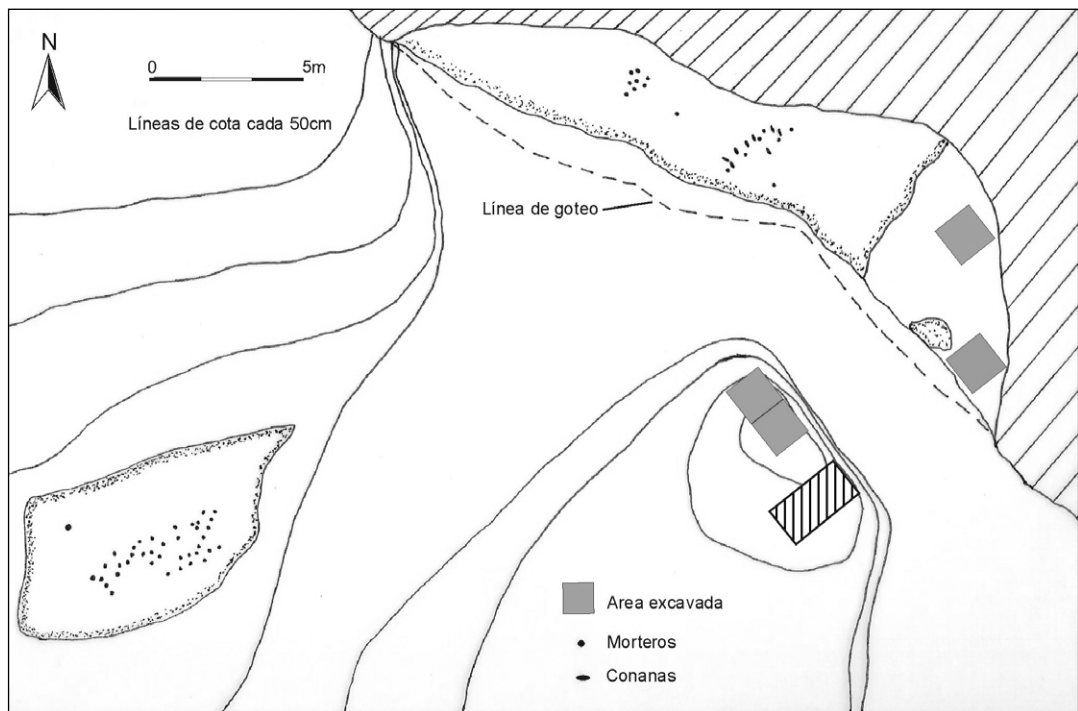 N
0 5m
Líneas de cota cada 50cm
Línea de goteo
Area excavada
Morteros
Conanas